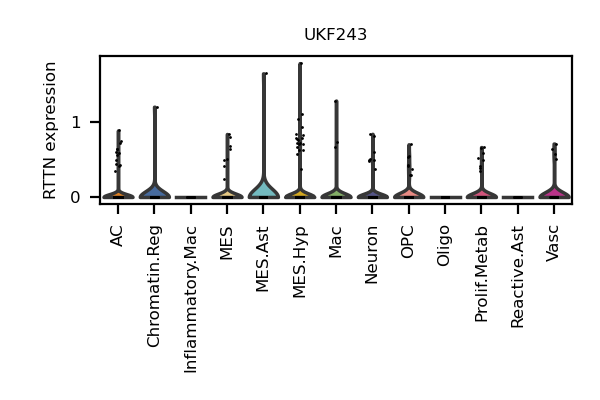 UKF243
RTTN expression
1
0
AC
Chromatin.Reg
Inflammatory.Mac
MES
MES.Ast
MES.Hyp
Mac
Neuron
OPC
Oligo
Prolif.Metab
Reactive.Ast
Vasc